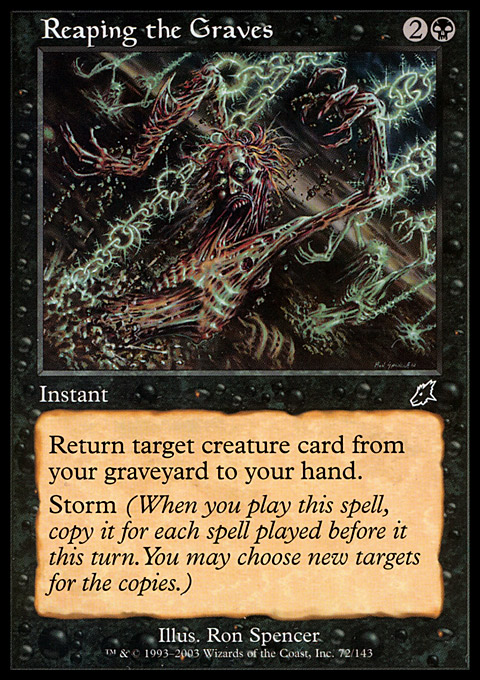 Reaping the Graves 2
Instant
Return target creature card from
your graveyard to your hand.
Storm (When you play this spell,
copy it for each spell played before it
this turn. You may choose new targets
for the copies.)
Illus. Ron Spencer
™ & © 1993–2003 Wizards of the Coast, Inc. 72/143